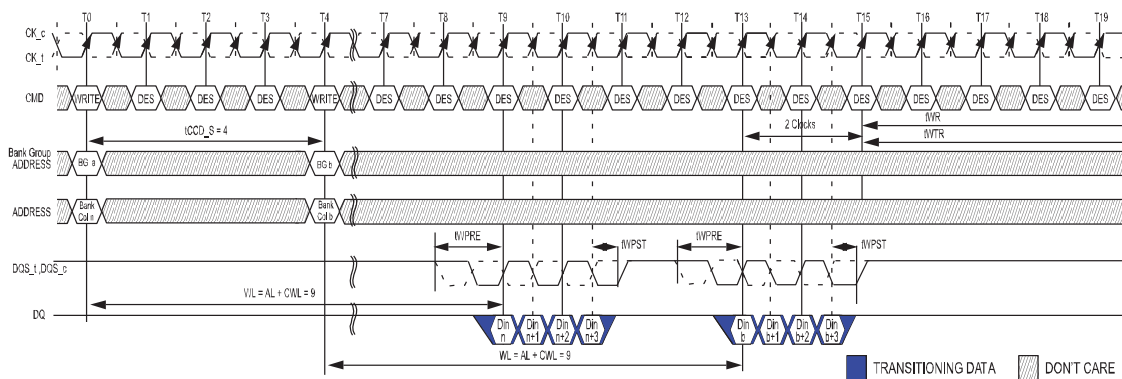 T0 T1 T2 T3 T4 T7 T8 T9 T10 T11 T12 T13 T14 T15 T16 T17 T18 T19
CK_c
CK_t
CMD WRITE DES DES DES WRITE DES DES DES DES DES DES DES DES DES DES DES DES DES
tCCD_S = 4
2 Clocks
tWR
tWTR
Bank Group
ADDRESS
BG a
BG b
ADDRESS
Bank
Col n
Bank
Col b
tWPRE
tWPST
tWPRE
tWPST
DQS_t,DQS_c
WL = AL + CWL = 9
DQ
Din
n
Din
n+1
Din
n+2
Din
n+3
Din
b
Din
b+1
Din
b+2
Din
b+3
WL = AL + CWL = 9
TRANSITIONING DATA
DON'T CARE